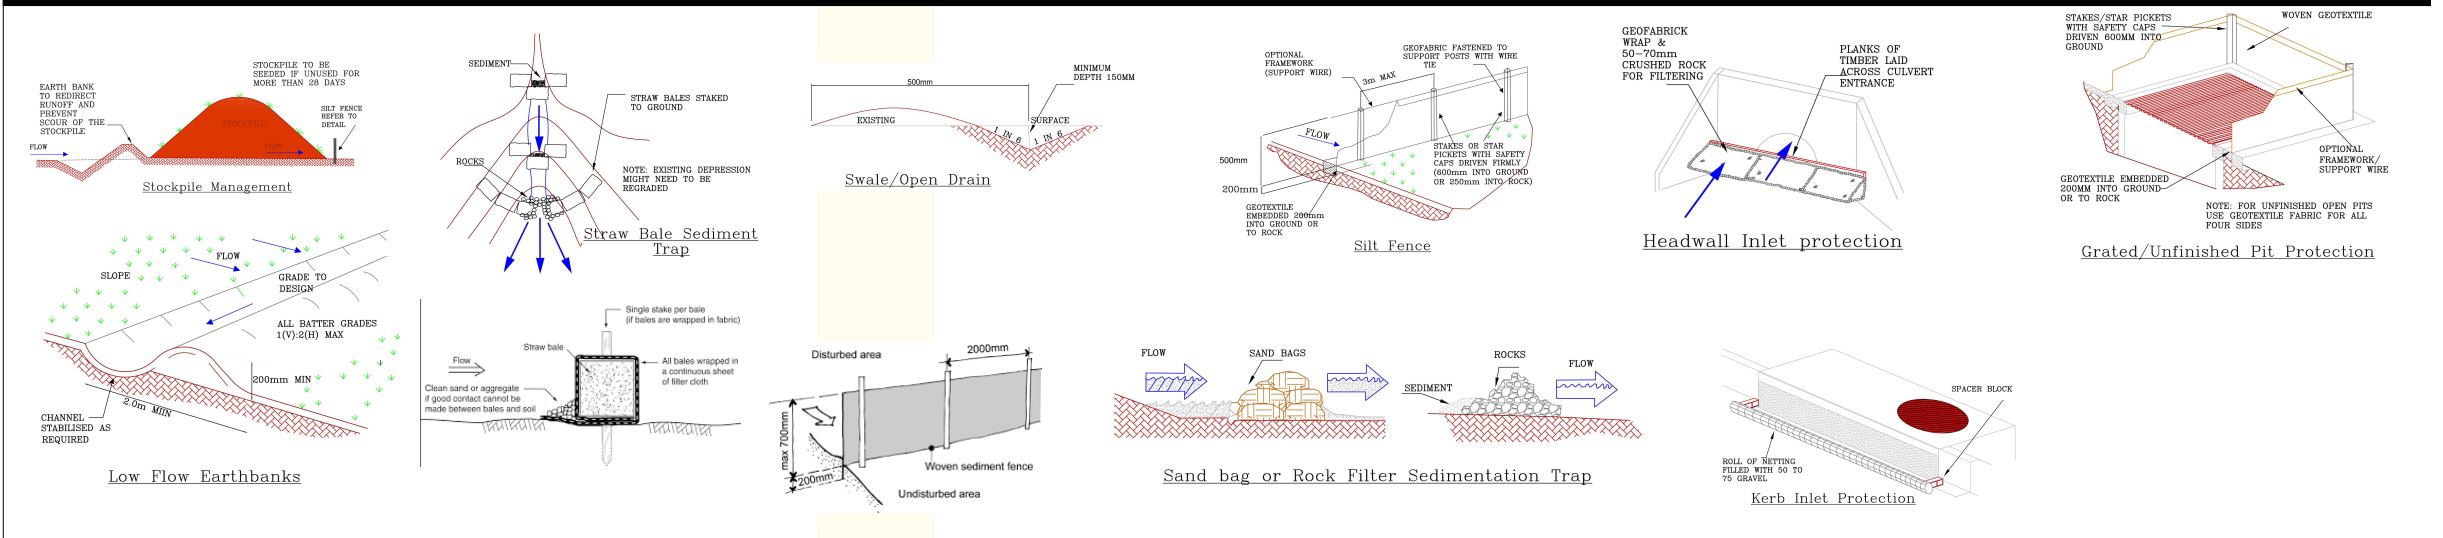 STOCKPILE TO BE
SEEDED IF UNUSED FOR
MORE THAN 28 DAYS
EARTH BANK
TO REDIRECT
RUNOFF AND
PREVENT
SCOUR OF THE
STOCKPILE
SILT FENCE
REFER TO
DETAIL
STOCKPILE
FLOW
FLOW
Stockpile Management
SEDIMENT
STRAW BALES STAKED
TO GROUND
ROCKS
NOTE: EXISTING DEPRESSION
MIGHT NEED TO BE
REGRADED
Straw Bale Sediment
Trap
500mm
MINIMUM
DEPTH 150MM
EXISTING
SURFACE
1 IN 6
1 IN 6
Swale/Open Drain
OPTIONAL
FRAMEWORK
(SUPPORT WIRE)
GEOFABRIC FASTENED TO
SUPPORT POSTS WITH WIRE
TIE
3m MAX
FLOW
500mm
200mm
STAKES OR STAR
PICKETS WITH SAFETY
CAPS DRIVEN FIRMLY
(600mm INTO GROUND
OR 250mm INTO ROCK)
GEOTEXTILE
EMBEDDED 200mm
INTO GROUND OR
TO ROCK
Silt Fence
GEOFABRICK
WRAP &
50-70mm
CRUSHED ROCK
FOR FILTERING
PLANKS OF
TIMBER LAID
ACROSS CULVERT
ENTRANCE
Headwall Inlet protection
STAKES/STAR PICKETS
WITH SAFETY CAPS
DRIVEN 600MM INTO
GROUND
WOVEN GEOTEXTILE
OPTIONAL
FRAMEWORK/
SUPPORT WIRE
GEOTEXTILE EMBEDDED
200MM INTO GROUND
OR TO ROCK
NOTE: FOR UNFINISHED OPEN PITS
USE GEOTEXTILE FABRIC FOR ALL
FOUR SIDES
Grated/Unfinished Pit Protection
FLOW
SLOPE
GRADE TO
DESIGN
ALL BATTER GRADES
1(V):2(H) MAX
200mm MIN
2.0m MIIN
CHANNEL
STABILISED AS
REQUIRED
Low Flow Earthbanks
Single stake per bale
(if bales are wrapped in fabric)
Straw bale
Flow
All bales wrapped in
a continuous sheet
of filter cloth
Clean sand or aggregate
if good contact cannot be
made between bales and soil
Disturbed area
2000mm
max 700mm
200mm
Woven sediment fence
Undisturbed area
FLOW
SAND BAGS
ROCKS
FLOW
SEDIMENT
Sand bag or Rock Filter Sedimentation Trap
SPACER BLOCK
ROLL OF NETTING
FILLED WITH 50 TO
75 GRAVEL
Kerb Inlet Protection